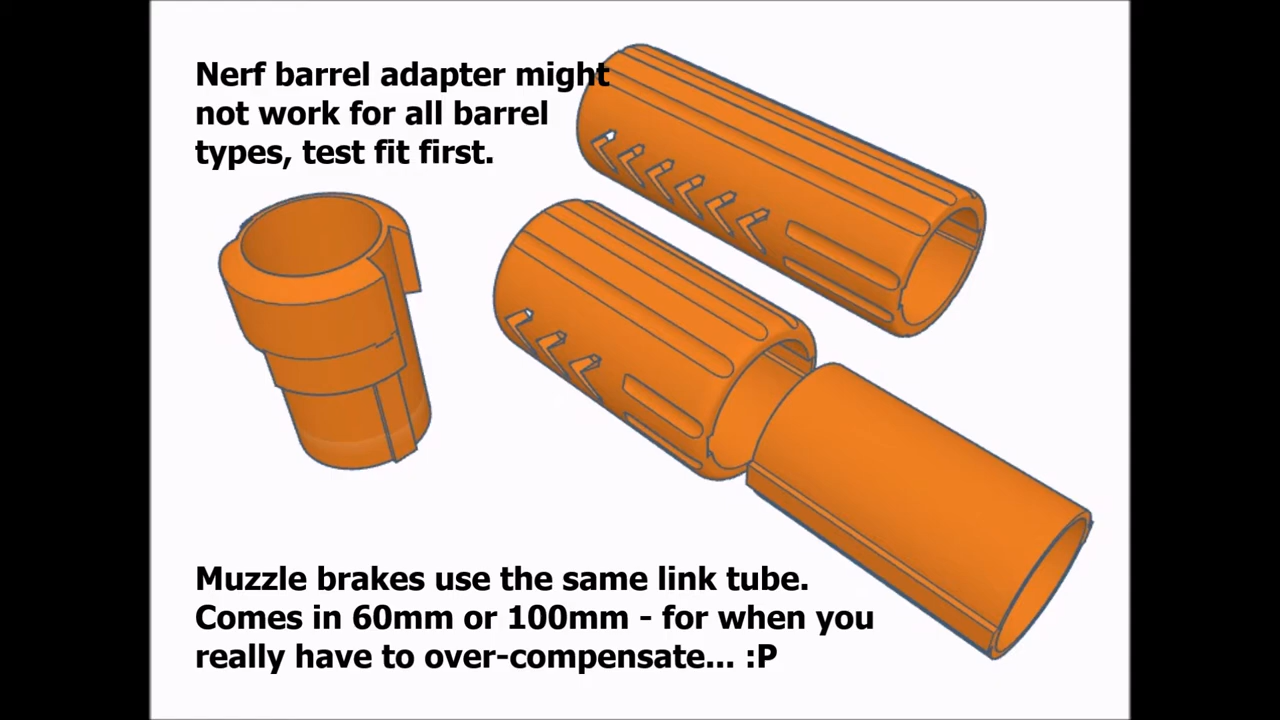 Nerf barrel adapter might
not work for all barrel
types, test fit first.
Muzzle brakes use the same link tube.
Comes in 60mm or 100mm - for when you
really have to over-compensate... :P